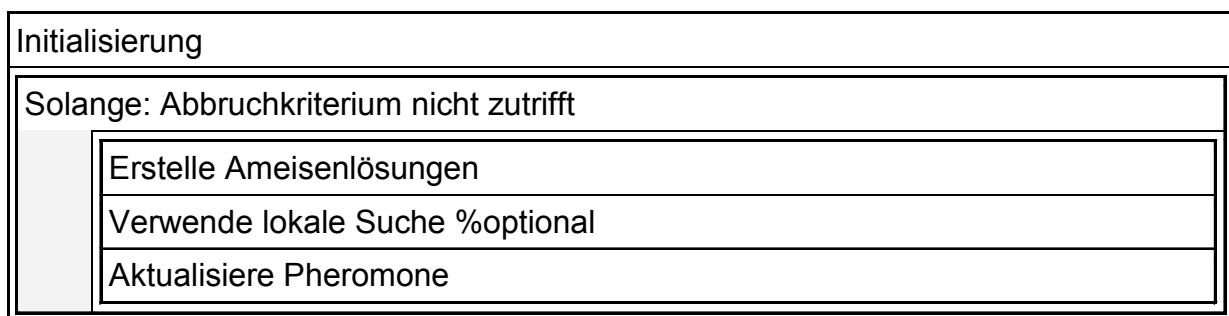 Initialisierung
Solange: Abbruchkriterium nicht zutrifft
Erstelle Ameisenlösungen
Verwende lokale Suche %optional
Aktualisiere Pheromone